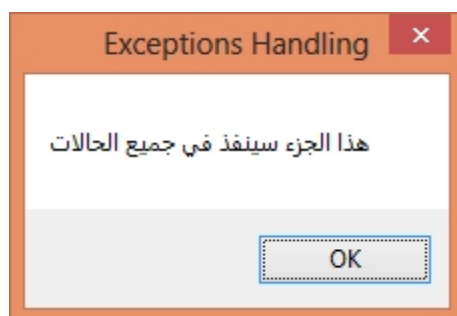 Exceptions Handling
هذا الجزء سينفذ في جميع الحالات
OK